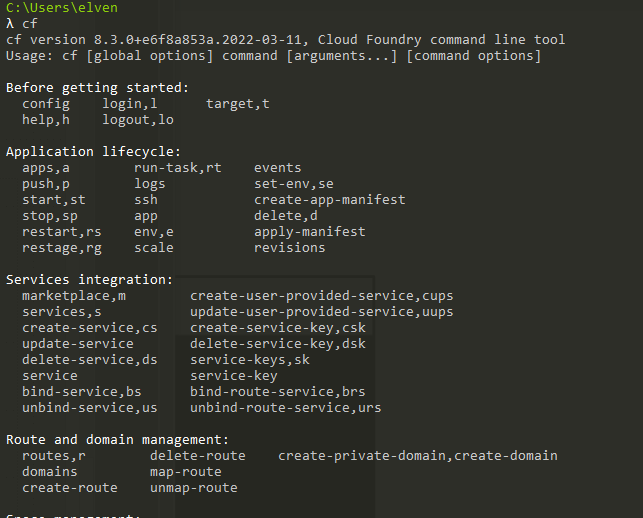 C:\Users\elven
λ cf
cf version 8.3.0+e6f8a853a.2022-03-11, Cloud Foundry command line tool
Usage: cf [global options] command [arguments...] [command options]
Before getting started:
config login,l target,t
help,h logout,lo
Application lifecycle:
apps,a run-task,rt events
push,p logs set-env,se
start,st ssh create-app-manifest
stop,sp app delete,d
restart,rs env,e apply-manifest
restage,rg scale revisions
Services integration:
marketplace,m create-user-provided-service,cups
services,s update-user-provided-service,uups
create-service,cs create-service-key,csk
update-service delete-service-key,dsk
delete-service,ds service-keys,sk
service service-key
bind-service,bs bind-route-service,brs
unbind-service,us unbind-route-service,urs
Route and domain management:
routes,r delete-route create-private-domain,create-domain
domains map-route
create-route unmap-route